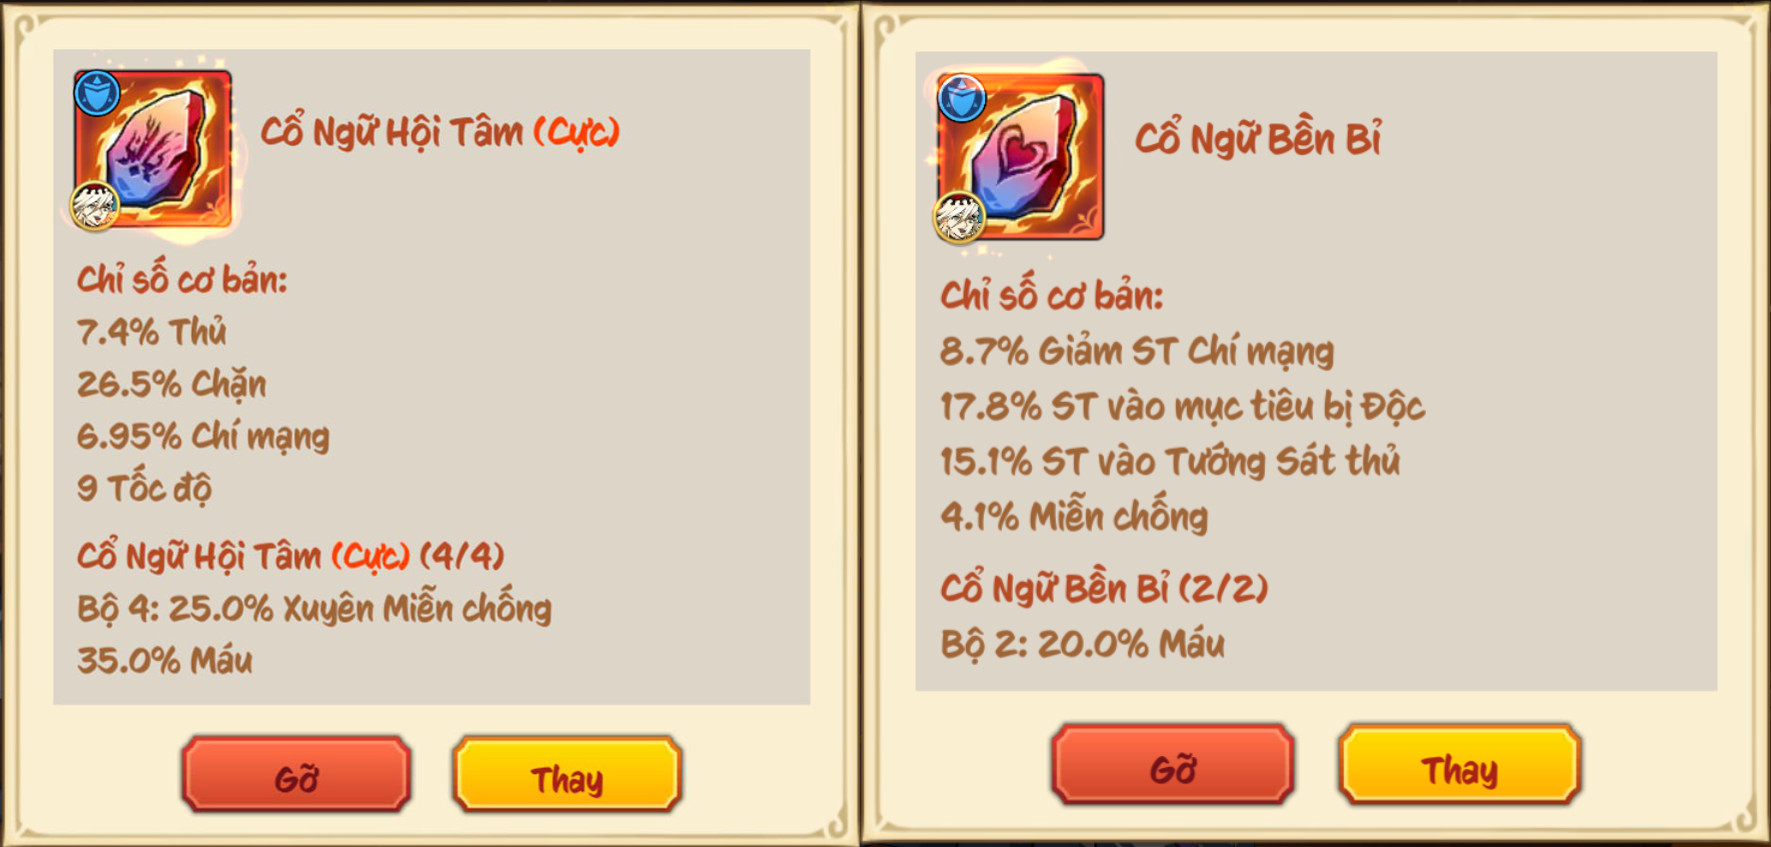 Cổ Ngữ Hội Tâm (Cực)
Chỉ số cơ bản:
7.4% Thủ
26.5% Chặn
6.95% Chí mạng
9 Tốc độ
Cổ Ngữ Hội Tâm (Cực) (4/4)
Bộ 4: 25.0% Xuyên Miễn chống
35.0% Máu
Gỡ
Thay
Cổ Ngữ Bền Bỉ
Chỉ số cơ bản:
8.7% Giảm ST Chí mạng
17.8% ST vào mục tiêu bị Độc
15.1% ST vào Tướng Sát thủ
4.1% Miễn chống
Cổ Ngữ Bền Bỉ (2/2)
Bộ 2: 20.0% Máu
Gỡ
Thay